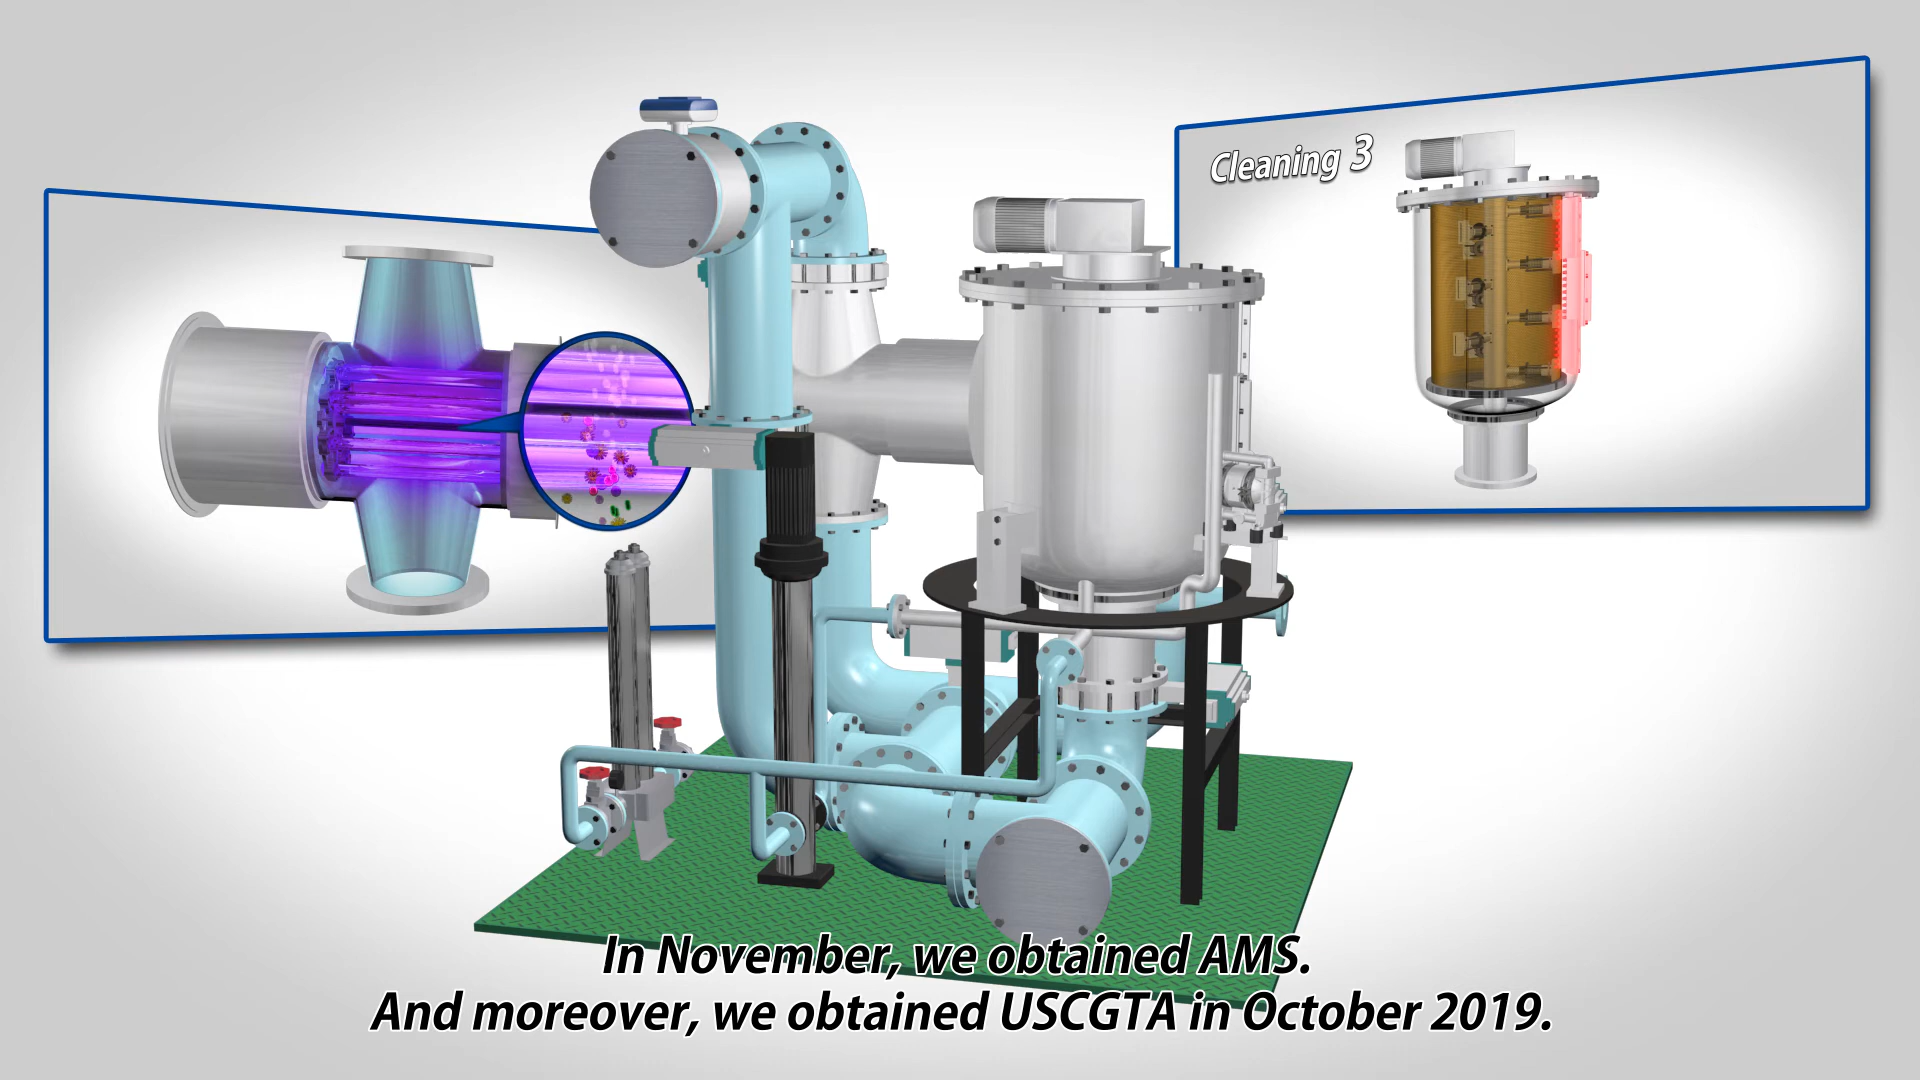 Cleaning 3
In November, we obtained AMS.
And moreover, we obtained USCGTA in October 2019.